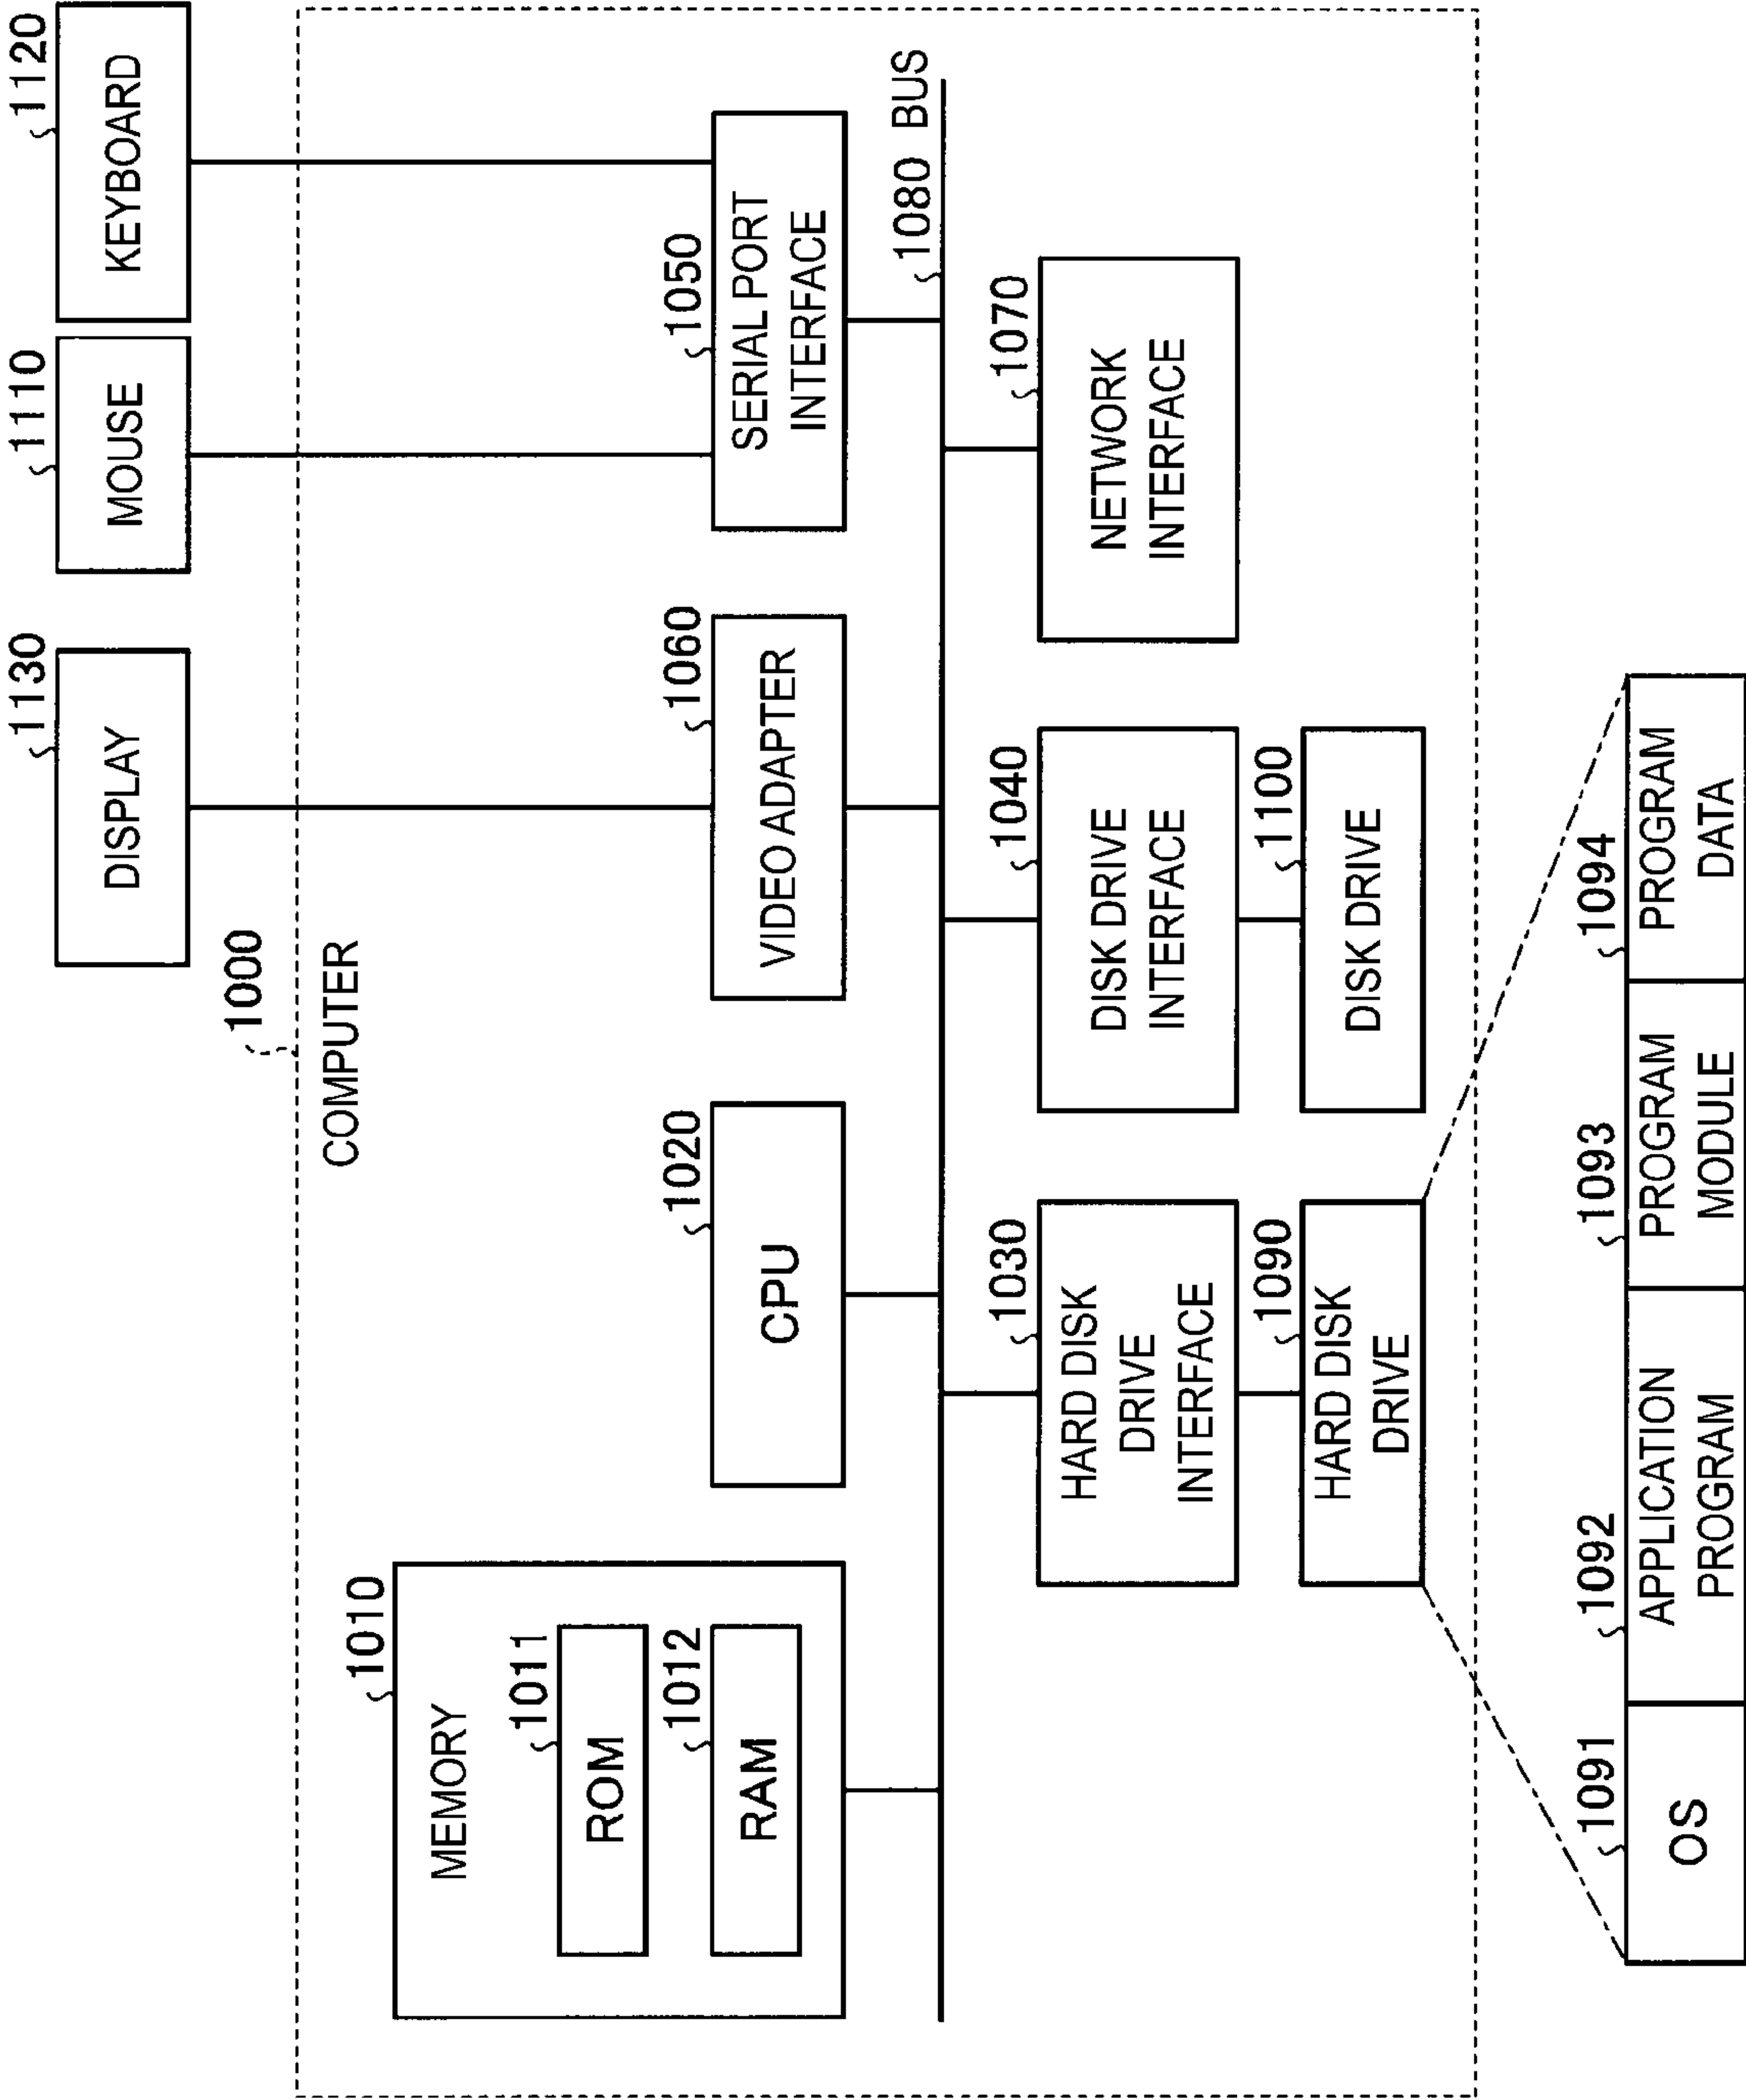 1130
DISPLAY
1110
MOUSE
1120
KEYBOARD
1000
COMPUTER
1010
MEMORY
1011
ROM
1012
RAM
1020
CPU
1060
VIDEO ADAPTER
1050
SERIAL PORT
INTERFACE
1080 BUS
1030
HARD DISK
DRIVE
INTERFACE
1040
DISK DRIVE
INTERFACE
1070
NETWORK
INTERFACE
1090
HARD DISK
DRIVE
1100
DISK DRIVE
1091
OS
1092
APPLICATION
PROGRAM
1093
PROGRAM
MODULE
1094
PROGRAM
DATA